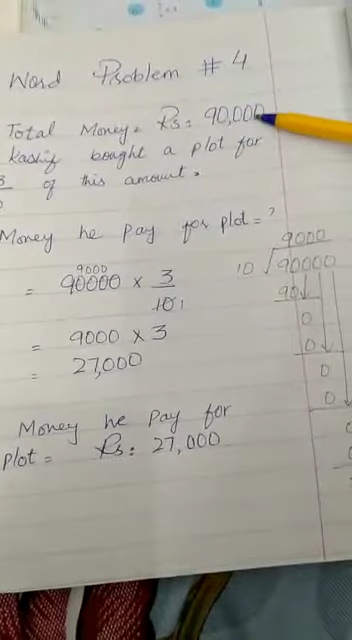 Word Problem # 4
Total Money = Rs: 90,000
Kashif bought a plot for
3/ of this amount.
Money he pay for plot = ?
9000
= 90000 × 3/10 1
= 9000 × 3
= 27,000
9000
10 √90000
90
0
0
0
0
Money he pay for
plot = Rs: 27,000